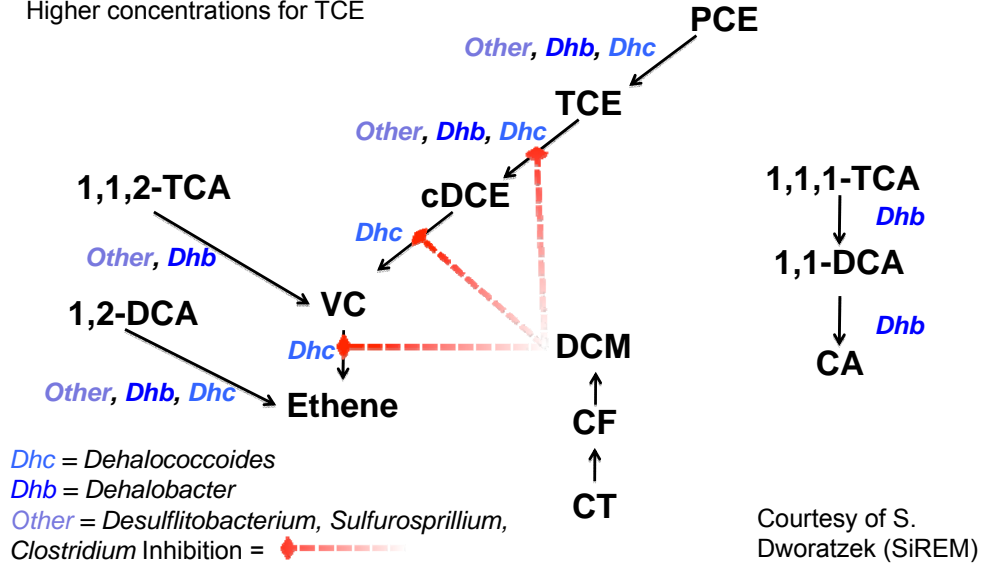 Higher concentrations for TCE
PCE
Other, Dhb, Dhc
TCE
Other, Dhb, Dhc
1,1,2-TCA
cDCE
1,1,1-TCA
Dhb
Dhc
Other, Dhb
1,1-DCA
VC
1,2-DCA
Dhb
Dhc
DCM
CA
Other, Dhb, Dhc
Ethene
CF
Dhc = Dehalococcoides
Dhb = Dehalobacter
CT
Other = Desulflitobacterium, Sulfurosprillium,
Clostridium Inhibition =
Courtesy of S.
Dworatzek (SiREM)